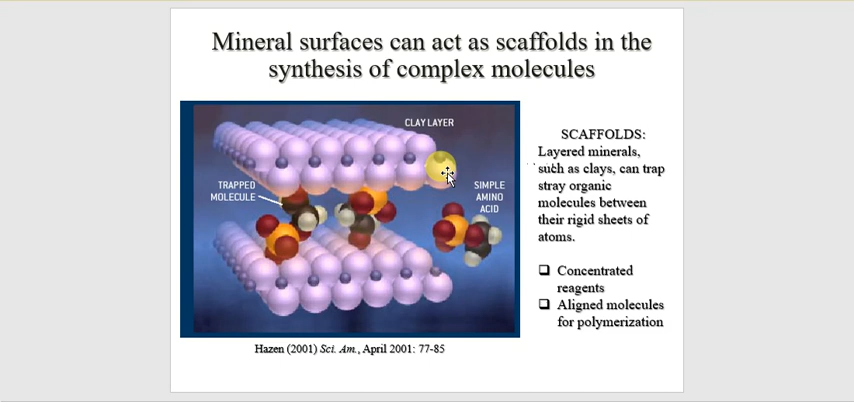 Mineral surfaces can act as scaffolds in the
synthesis of complex molecules
CLAY LAYER
TRAPPED
MOLECULE
SIMPLE
AMINO
ACID
SCAFFOLDS:
Layered minerals,
such as clays, can trap
stray organic
molecules between
their rigid sheets of
atoms.
Concentrated
reagents
Aligned molecules
for polymerization
Hazen (2001) Sci. Am., April 2001: 77-85